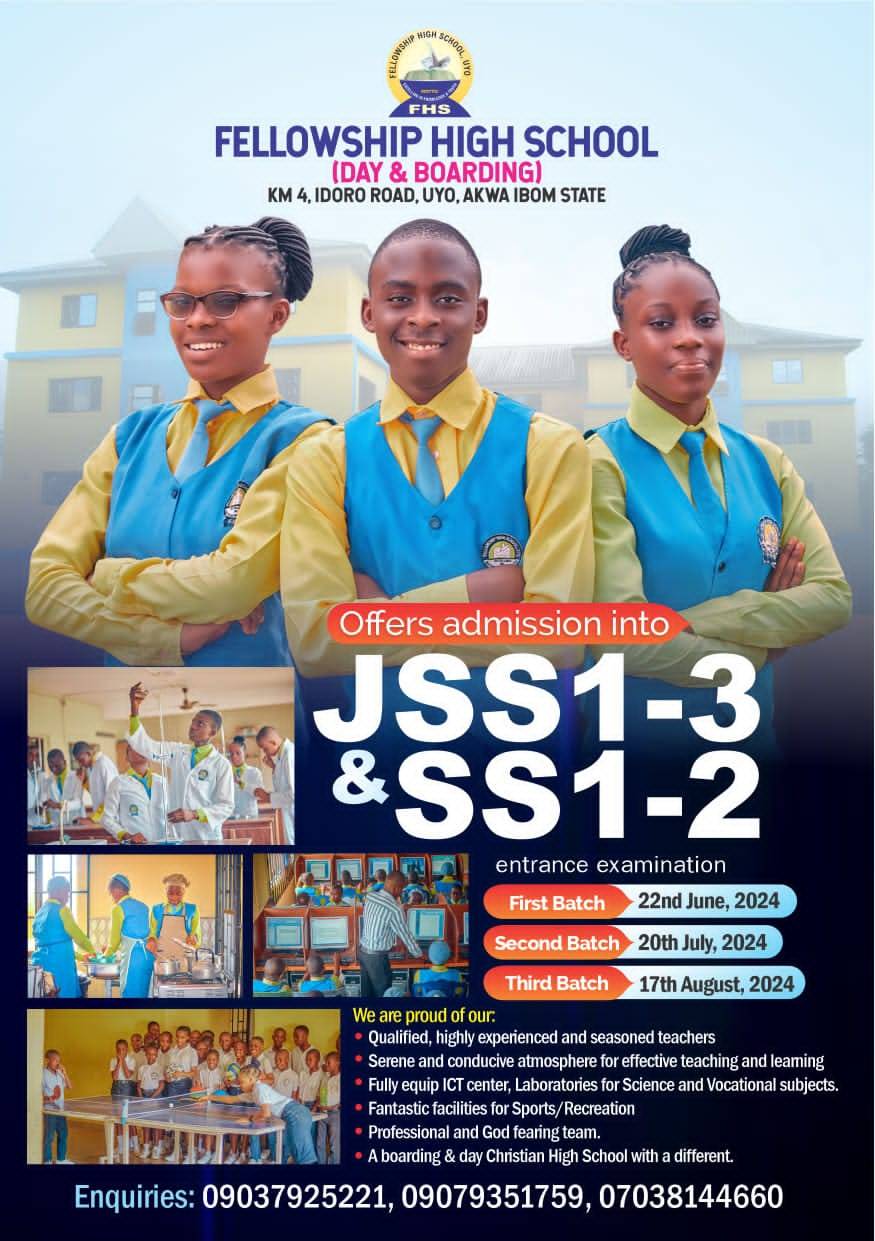 FELLOWSHIP HIGH SCHOOL, UYO
FHS
FELLOWSHIP HIGH SCHOOL
(DAY & BOARDING)
KM 4, IDORO ROAD, UYO, AKWA IBOM STATE
Offers admission into
JSS1-3
& SS1-2
entrance examination
First Batch 22nd June, 2024
Second Batch 20th July, 2024
Third Batch 17th August, 2024
We are proud of our:
• Qualified, highly experienced and seasoned teachers
• Serene and conducive atmosphere for effective teaching and learning
• Fully equip ICT center, Laboratories for Science and Vocational subjects.
• Fantastic facilities for Sports/Recreation
• Professional and God fearing team.
• A boarding & day Christian High School with a different.
Enquiries: 09037925221, 09079351759, 07038144660